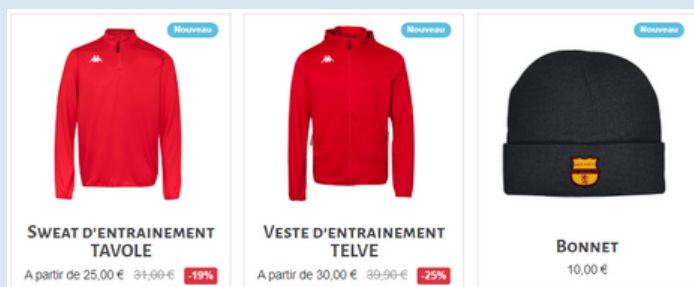 Nouveau
Nouveau
Nouveau
SWEAT D'ENTRAINEMENT
TAVOLE
A partir de 25,00 € 31,00 € -19%
VESTE D'ENTRAINEMENT
TELVE
A partir de 30,00 € 39,90 € -25%
BONNET
10,00 €